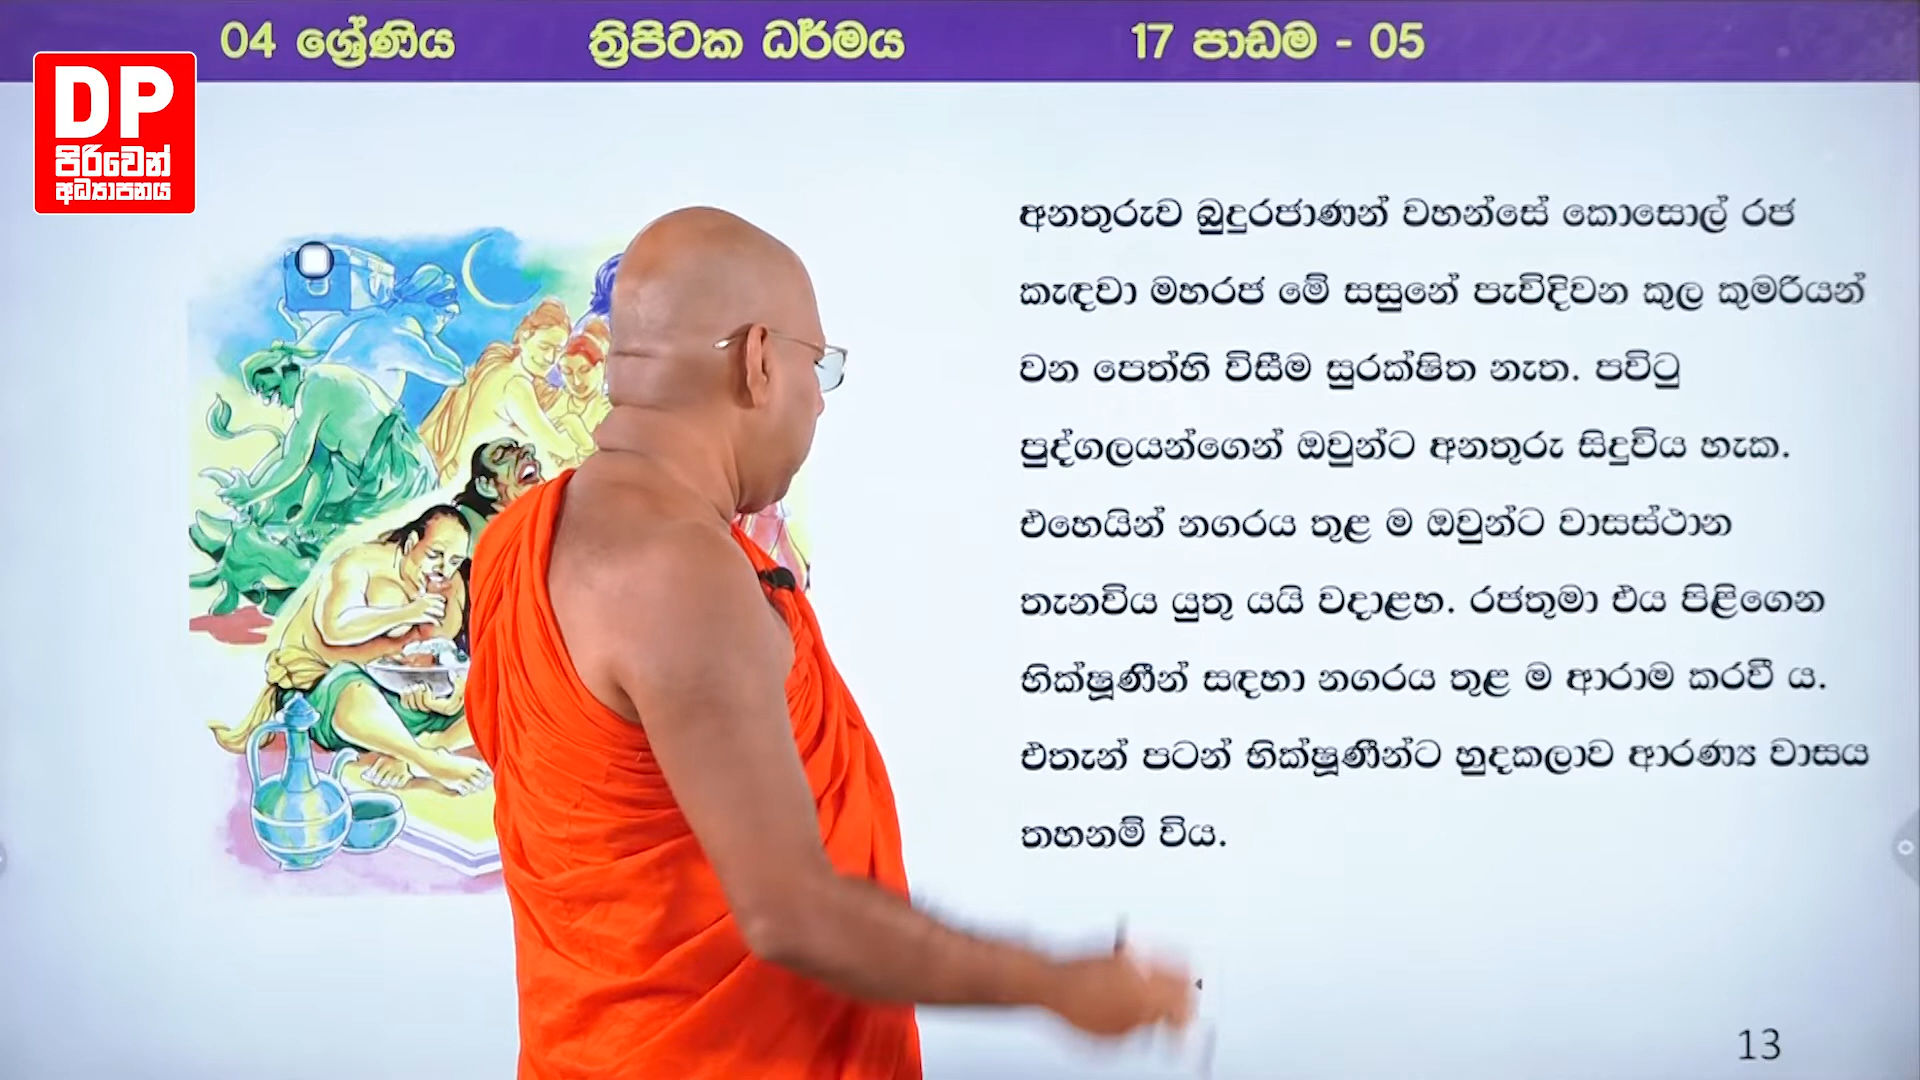 04 ශ්‍රේණිය ත්‍රිපිටක ධර්මය 17 පාඩම - 05
DP
පිරිවෙන්
අධ්‍යාපනය
අනතුරුව බුදුරජාණන් වහන්සේ කොසොල් රජ
කැඳවා මහරජ මේ සසුනේ පැවිදිවන කුල කුමරියන්
වන පෙත්හි විසීම සුරක්ෂිත නැත. පවිටු
පුද්ගලයන්ගෙන් ඔවුන්ට අනතුරු සිදුවිය හැක.
එහෙයින් නගරය තුළ ම ඔවුන්ට වාසස්ථාන
තැනවිය යුතු යයි වදාළහ. රජතුමා එය පිළිගෙන
භික්ෂූණීන් සඳහා නගරය තුළ ම ආරාම කරවී ය.
එතැන් පටන් භික්ෂූණීන්ට හුදකලාව ආරණ්‍ය වාසය
තහනම් විය.
13